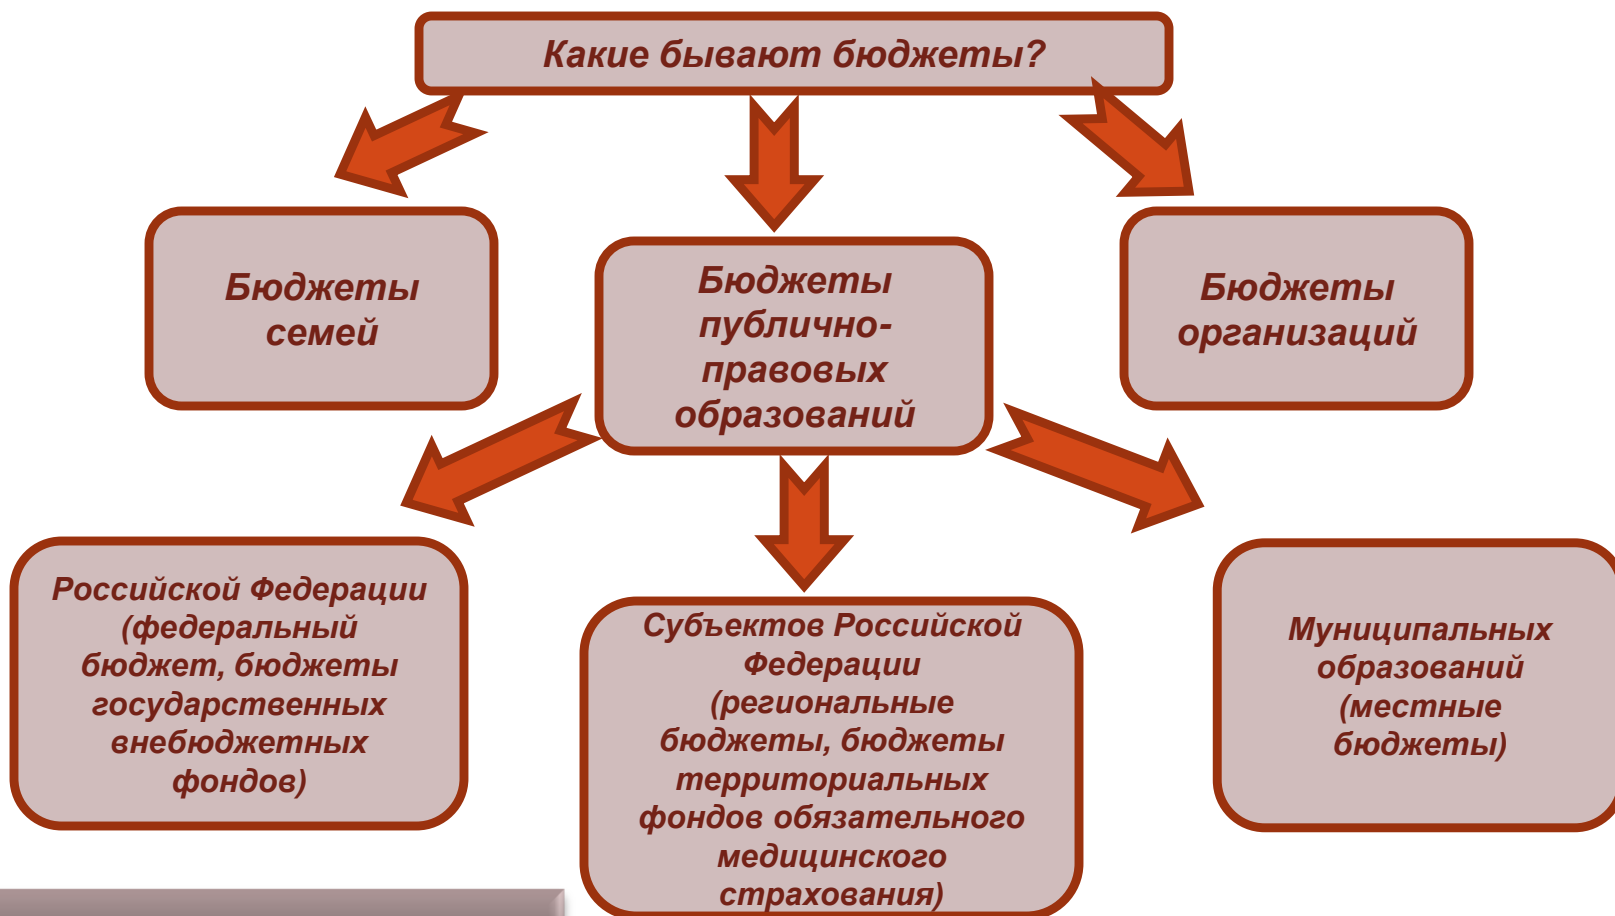 Какие бывают бюджеты?
Бюджеты
семей
Бюджеты
публично-
правовых
образований
Бюджеты
организаций
Российской Федерации
(федеральный
бюджет, бюджеты
государственных
внебюджетных
фондов)
Субъектов Российской
Федерации
(региональные
бюджеты, бюджеты
территориальных
фондов обязательного
медицинского
страхования)
Муниципальных
образований
(местные
бюджеты)